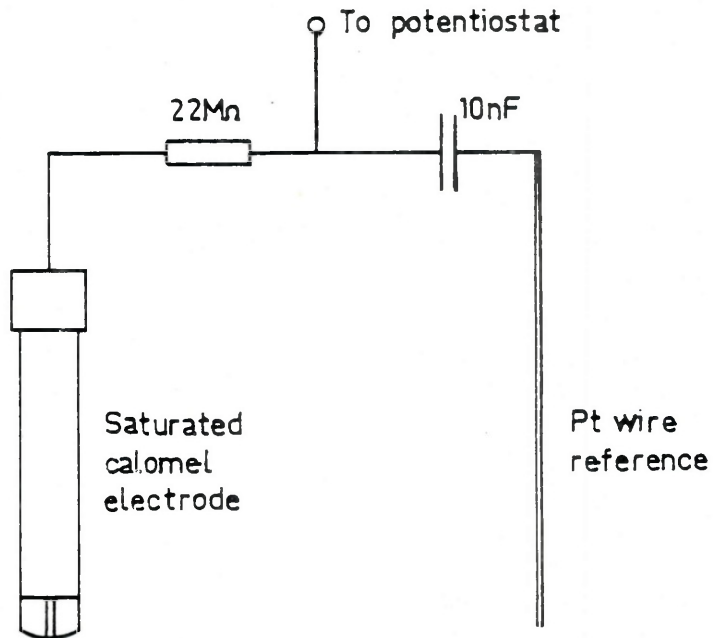 To potentiostat
22MΩ
10nF
Saturated
calomel
electrode
Pt wire
reference